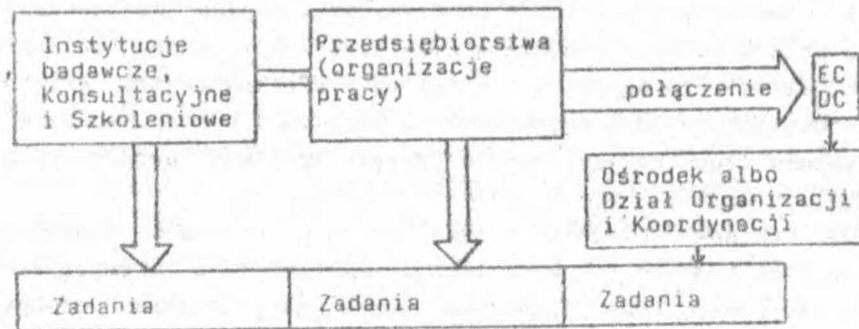 Instytucje
badawcze,
Konsultacyjne
i Szkoleniowe
Przedsiębiorstwa
(organizacje
pracy)
połączenie
EC
DC
Ośrodek albo
Dział Organizacji
i Koordynacji
Zadania
Zadania
Zadania